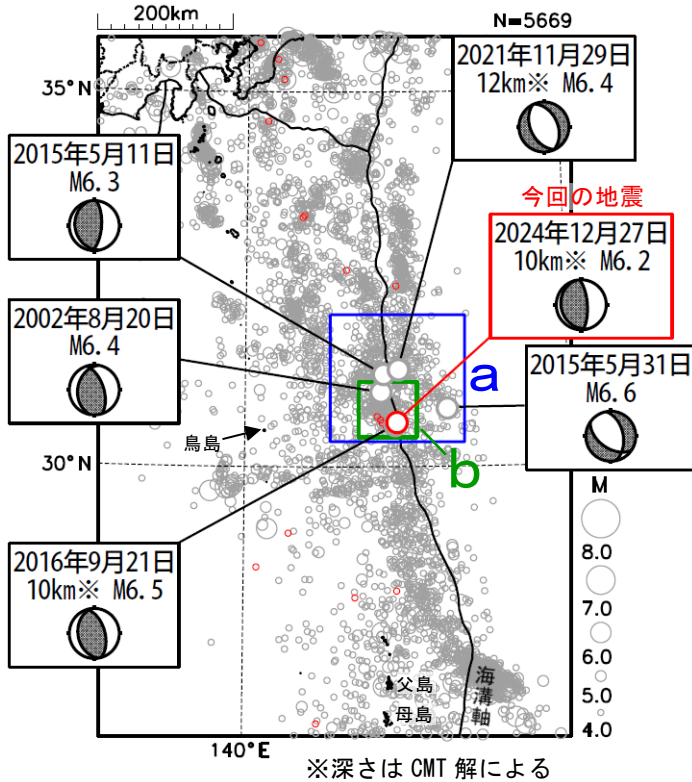 200km
N=5669
35°N
2021年11月29日
12km※ M6.4
2015年5月11日
M6.3
今回の地震
2024年12月27日
10km※ M6.2
2002年8月20日
M6.4
a
2015年5月31日
M6.6
鳥島
30°N
b
M
8.0
7.0
6.0
5.0
4.0
2016年9月21日
10km※ M6.5
父島
母島
海溝軸
140°E
※深さは CMT 解による